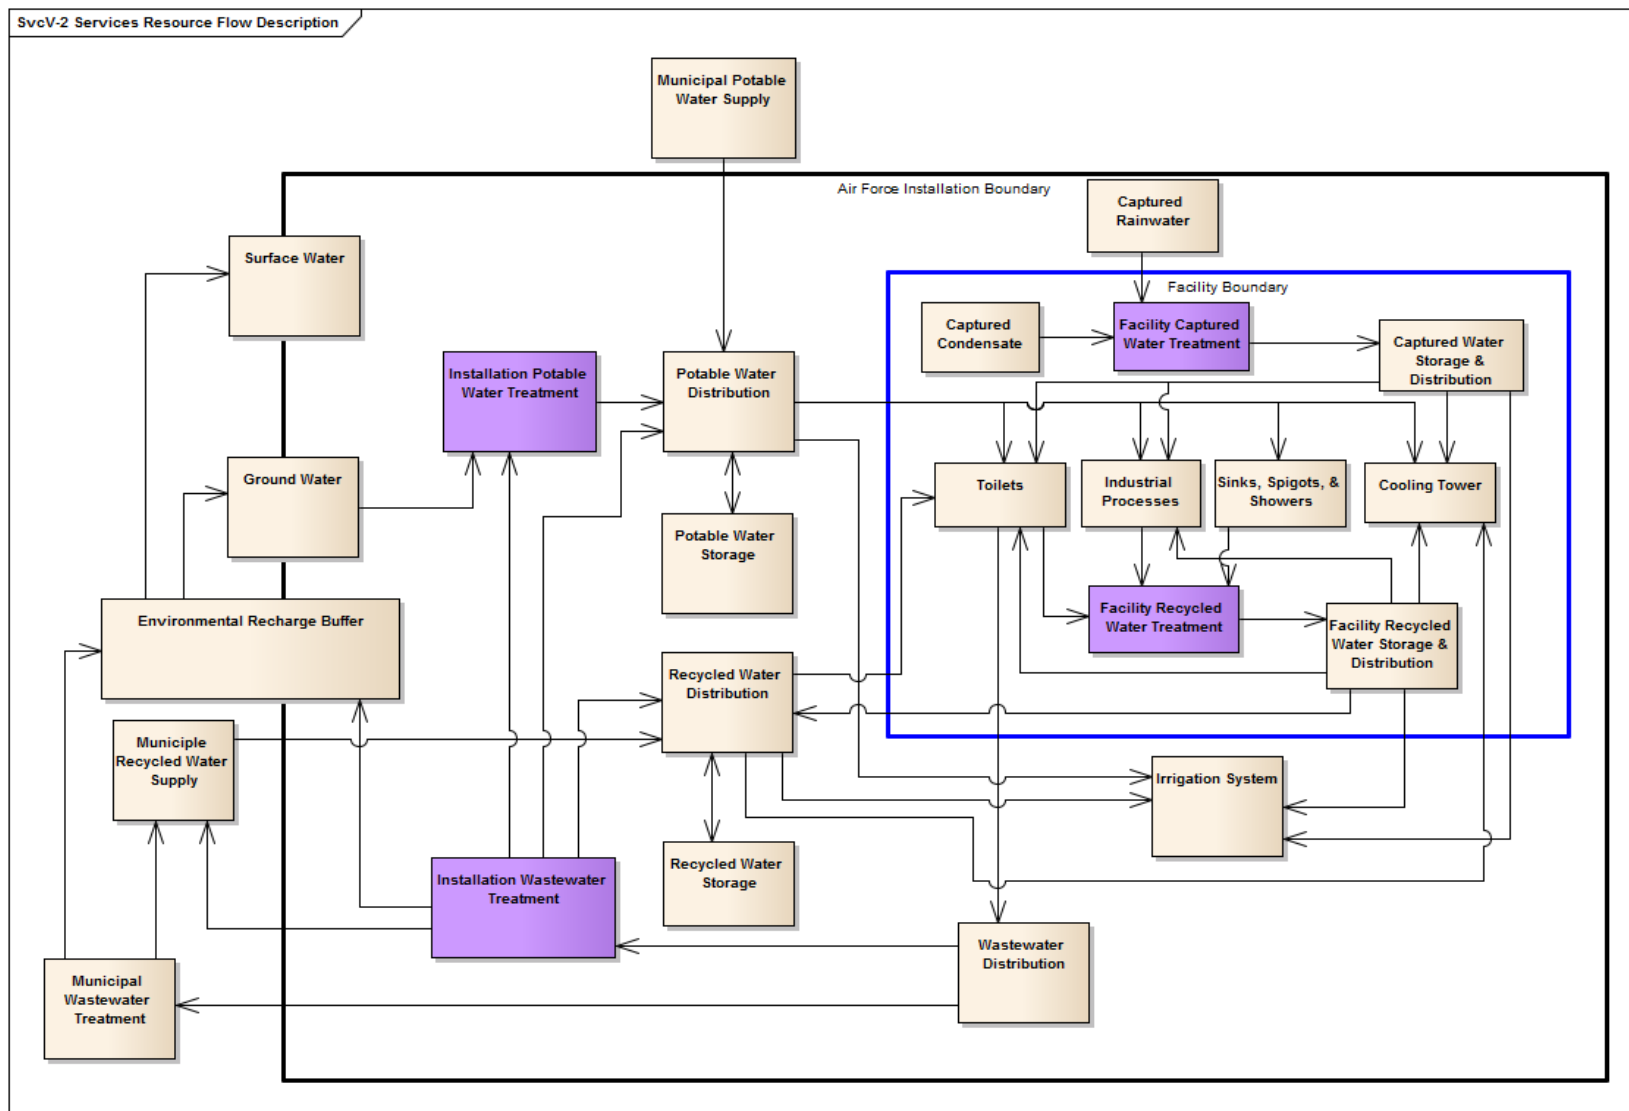 SvcV-2 Services Resource Flow Description
Municipal Potable
Water Supply
Air Force Installation Boundary
Captured
Rainwater
Surface Water
Facility Boundary
Captured
Condensate
Facility Captured
Water Treatment
Captured Water
Storage &
Distribution
Installation Potable
Water Treatment
Potable Water
Distribution
Ground Water
Toilets
Industrial
Processes
Sinks, Spigots, &
Showers
Cooling Tower
Potable Water
Storage
Environmental Recharge Buffer
Facility Recycled
Water Treatment
Facility Recycled
Water Storage &
Distribution
Recycled Water
Distribution
Municiple
Recycled Water
Supply
Irrigation System
Recycled Water
Storage
Installation Wastewater
Treatment
Wastewater
Distribution
Municipal
Wastewater
Treatment